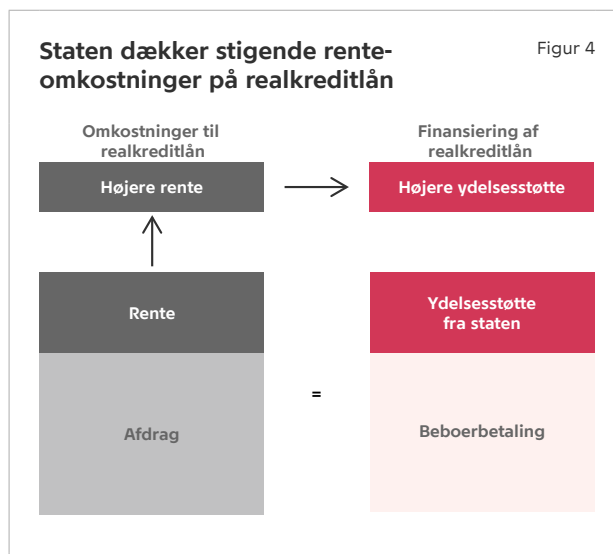 Staten dækker stigende rente-
omkostninger på realkreditlån
Figur 4
Omkostninger til
realkreditlån
Finansiering af
realkreditlån
Højere rente
Højere ydelsesstøtte
Rente
Ydelsesstøtte
fra staten
=
Afdrag
Beboerbetaling